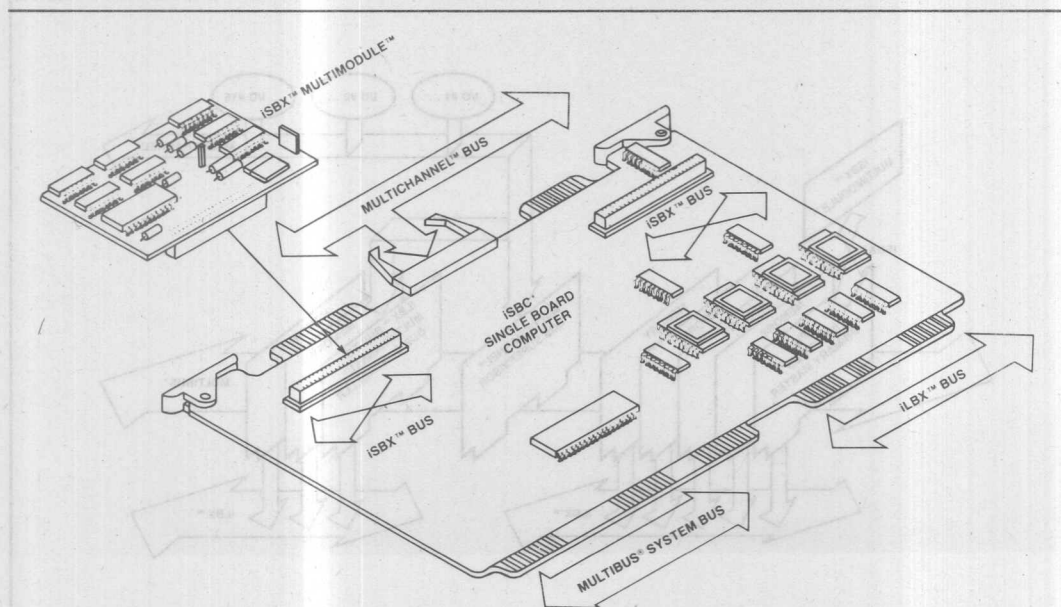 iSBX™ MULTIMODULE™
MULTICHANNEL™ BUS
iSBX™ BUS
iSBC®
SINGLE BOARD
COMPUTER
iSBX™ BUS
iLBX™ BUS
MULTIBUS® SYSTEM BUS